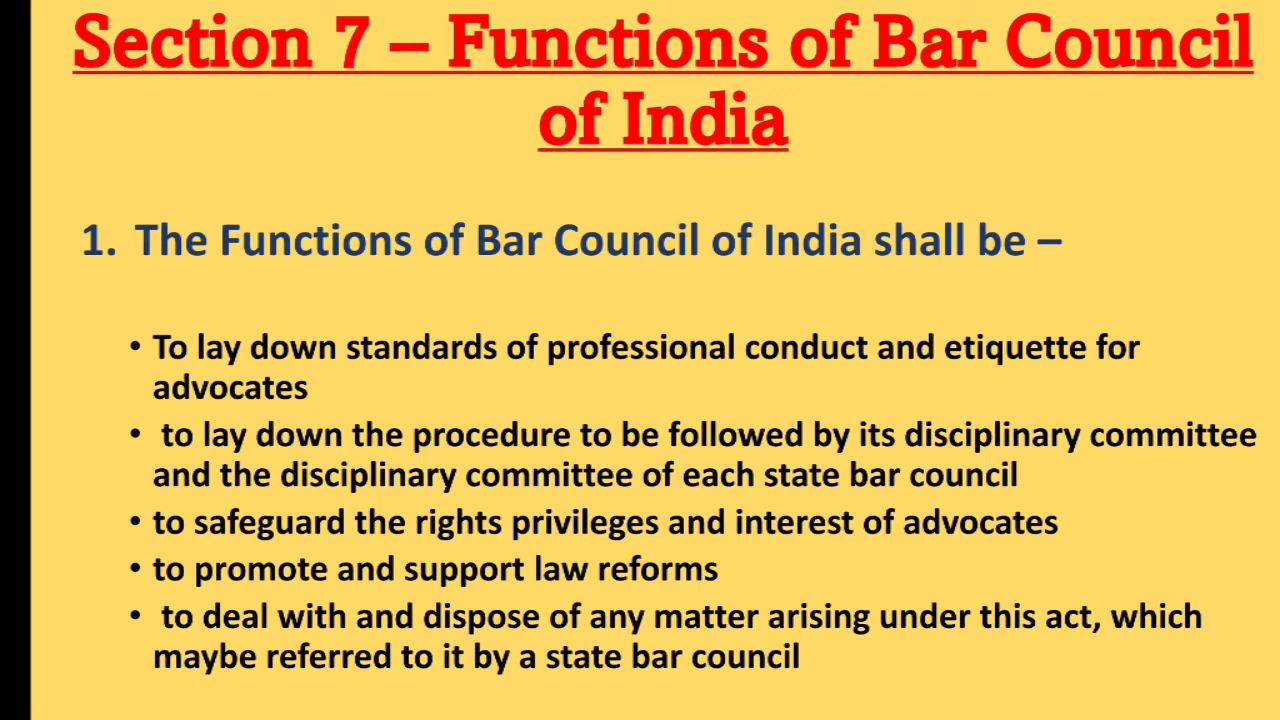 Section 7 – Functions of Bar Council
of India
1. The Functions of Bar Council of India shall be –
• To lay down standards of professional conduct and etiquette for
advocates
• to lay down the procedure to be followed by its disciplinary committee
and the disciplinary committee of each state bar council
• to safeguard the rights privileges and interest of advocates
• to promote and support law reforms
• to deal with and dispose of any matter arising under this act, which
maybe referred to it by a state bar council